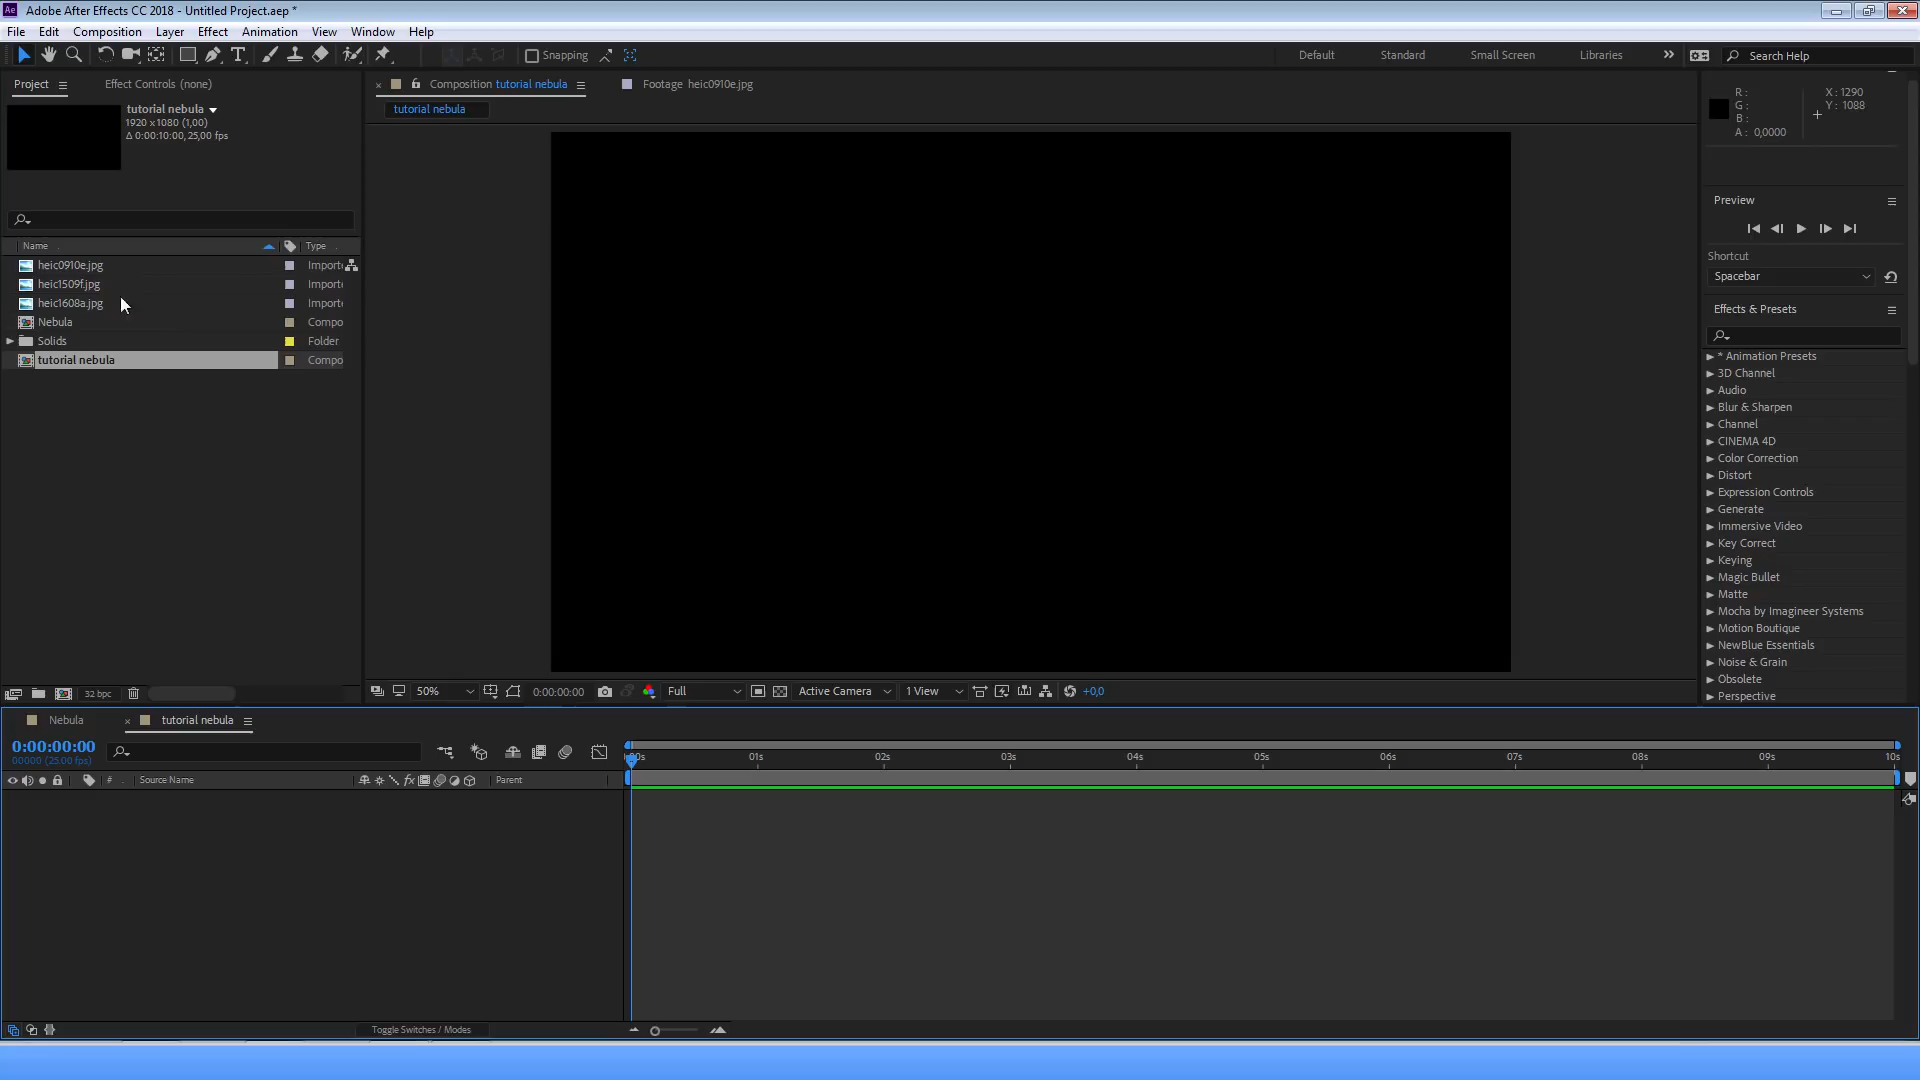 Adobe After Effects CC 2018 - Untitled Project.aep *
File Edit Composition Layer Effect Animation View Window Help
Snapping Default Standard Small Screen Libraries Search Help
Project Effect Controls (none)
tutorial nebula
1920 x1080 (1,00)
Δ 0:00:10:00, 25,00 fps
Name Type
heic0910e.jpg Importe
heic1509f.jpg Importe
heic1608a.jpg Importe
Nebula Compo
Solids Folder
tutorial nebula Compo
32 bpc
Composition tutorial nebula Footage heic0910e.jpg
tutorial nebula
50% 0:00:00:00 Full Active Camera 1 View +0,0
R :
G :
B :
A : 0,0000
X : 1290
Y : 1088
Preview
Shortcut
Spacebar
Effects & Presets
* Animation Presets
3D Channel
Audio
Blur & Sharpen
Channel
CINEMA 4D
Color Correction
Distort
Expression Controls
Generate
Immersive Video
Key Correct
Keying
Magic Bullet
Matte
Mocha by Imagineer Systems
Motion Boutique
NewBlue Essentials
Noise & Grain
Obsolete
Perspective
Nebula tutorial nebula
0:00:00:00
00000 (25.00 fps)
# Source Name fx Parent
00s 01s 02s 03s 04s 05s 06s 07s 08s 09s 10s
Toggle Switches / Modes